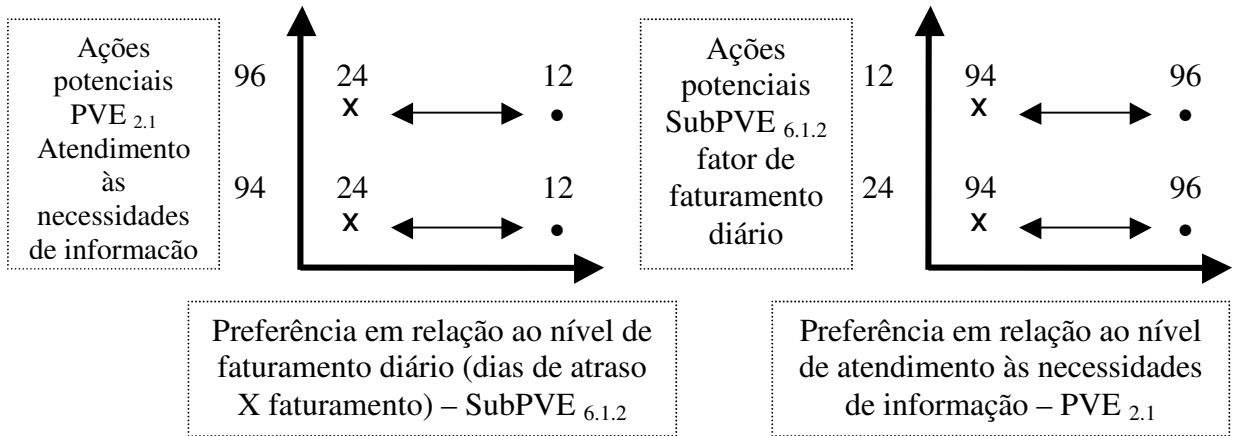 Ações
potenciais
PVE 2.1
Atendimento
às
necessidades
de informacão
96 24 12
x •
94 24 12
x •
Preferência em relação ao nível de
faturamento diário (dias de atraso
X faturamento) – SubPVE 6.1.2
Ações
potenciais
SubPVE 6.1.2
fator de
faturamento
diário
12 94 96
x •
24 94 96
x •
Preferência em relação ao nível
de atendimento às necessidades
de informação – PVE 2.1